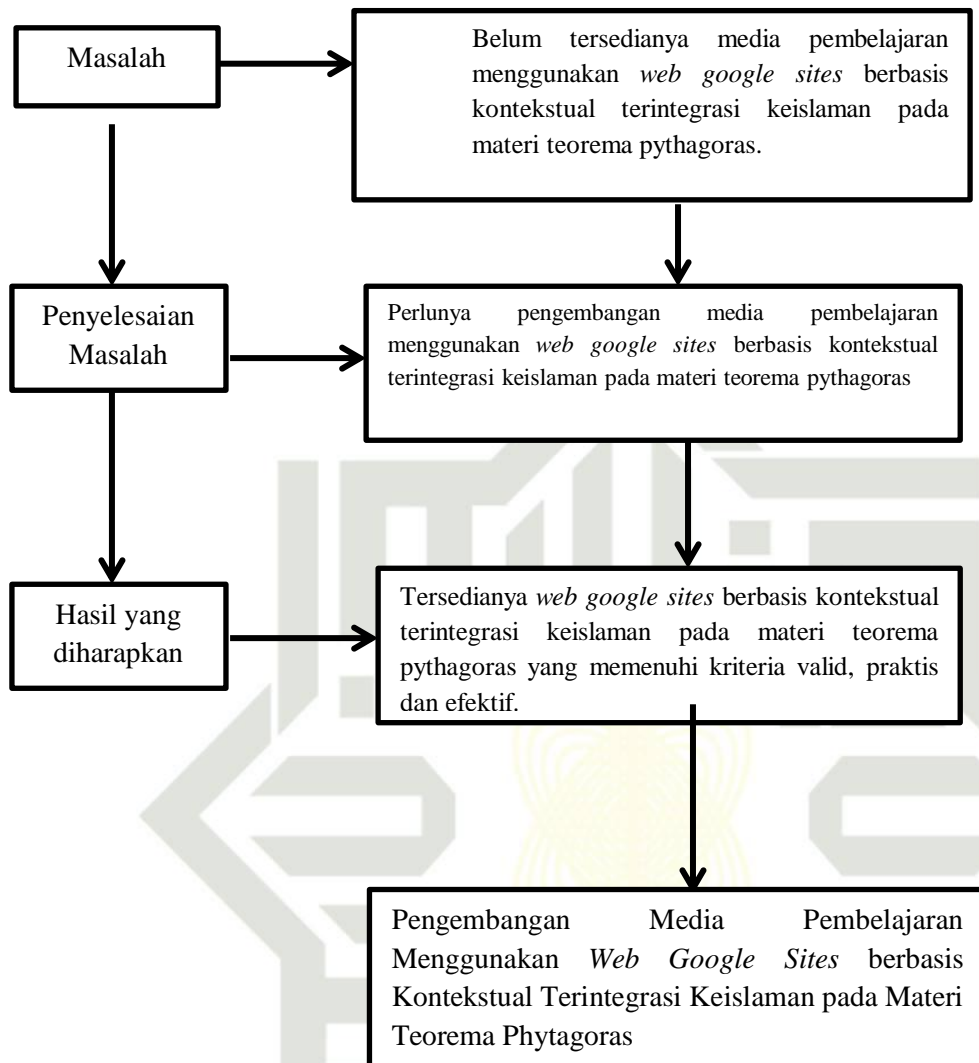 Masalah
Belum tersedianya media pembelajaran
menggunakan web google sites berbasis
kontekstual terintegrasi keislaman pada
materi teorema pythagoras.
Penyelesaian
Masalah
Perlunya pengembangan media pembelajaran
menggunakan web google sites berbasis kontekstual
terintegrasi keislaman pada materi teorema pythagoras
Hasil yang
diharapkan
Tersedianya web google sites berbasis kontekstual
terintegrasi keislaman pada materi teorema
pythagoras yang memenuhi kriteria valid, praktis
dan efektif.
Pengembangan Media Pembelajaran
Menggunakan Web Google Sites berbasis
Kontekstual Terintegrasi Keislaman pada Materi
Teorema Phytagoras